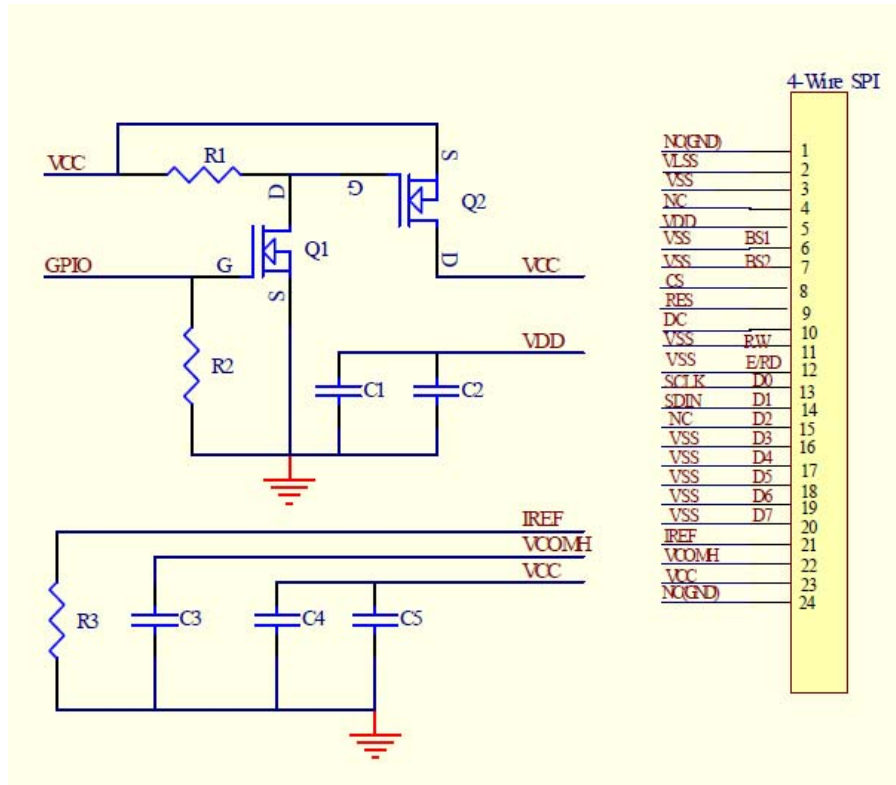 4-Wire SPI
VCC
R1
D
G
S
Q2
D
VCC
GPIO
G
Q1
S
R2
VDD
C1
C2
IREF
VCOMH
VCC
R3
C3
C4
C5
NC(GND) 1
VLSS 2
VSS 3
NC 4
VDD 5
VSS BS1 6
VSS BS2 7
CS 8
RES 9
DC 10
VSS R/W 11
VSS E/RD 12
SCLK D0 13
SDIN D1 14
NC D2 15
VSS D3 16
VSS D4 17
VSS D5 18
VSS D6 19
VSS D7 20
IREF 21
VCOMH 22
VCC 23
NC(GND) 24